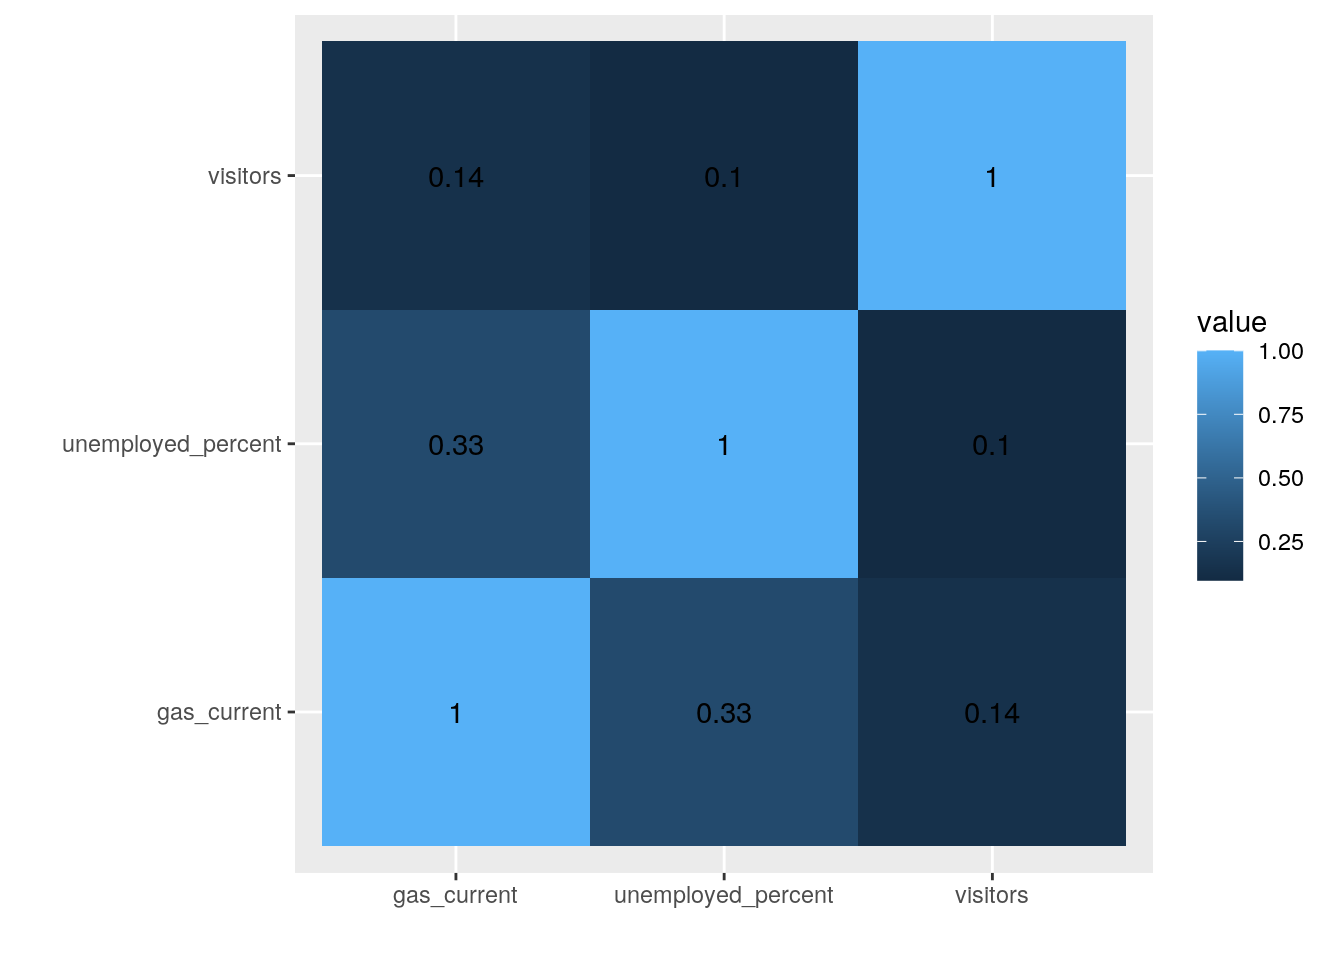 visitors
0.14 0.1 1
unemployed_percent
0.33 1 0.1
gas_current
1 0.33 0.14
gas_current unemployed_percent visitors
value
1.00
0.75
0.50
0.25